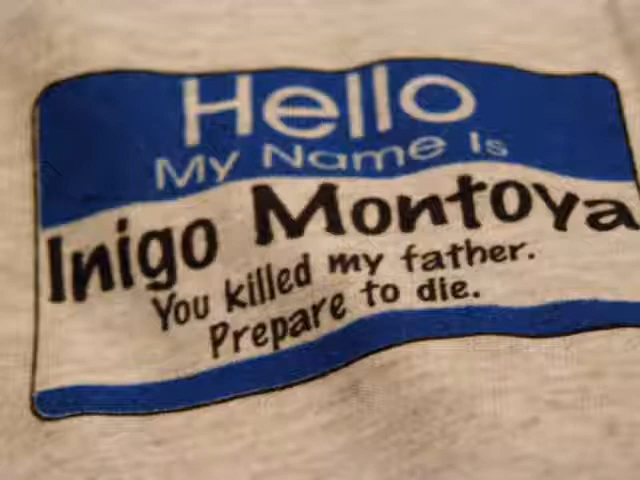 Hello
My Name Is
Inigo Montoya
You killed my father.
Prepare to die.